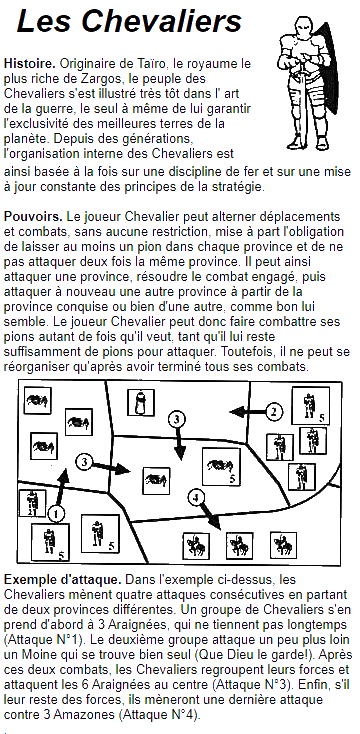 Les Chevaliers
Histoire. Originaire de Taïro, le royaume le
plus riche de Zargos, le peuple des
Chevaliers s'est illustré très tôt dans l' art
de la guerre, le seul à même de lui garantir
l'exclusivité des meilleures terres de la
planète. Depuis des générations,
l'organisation interne des Chevaliers est
ainsi basée à la fois sur une discipline de fer et sur une mise
à jour constante des principes de la stratégie.
Pouvoirs. Le joueur Chevalier peut alterner déplacements
et combats, sans aucune restriction, mise à part l'obligation
de laisser au moins un pion dans chaque province et de ne
pas attaquer deux fois la même province. Il peut ainsi
attaquer une province, résoudre le combat engagé, puis
attaquer à nouveau une autre province à partir de la
province conquise ou bien d'une autre, comme bon lui
semble. Le joueur Chevalier peut donc faire combattre ses
pions autant de fois qu'il veut, tant qu'il lui reste
suffisamment de pions pour attaquer. Toutefois, il ne peut se
réorganiser qu'après avoir terminé tous ses combats.
3
2
5
3
5
4
1
5
5
Exemple d'attaque. Dans l'exemple ci-dessus, les
Chevaliers mènent quatre attaques consécutives en partant
de deux provinces différentes. Un groupe de Chevaliers s'en
prend d'abord à 3 Araignées, qui ne tiennent pas longtemps
(Attaque N°1). Le deuxième groupe attaque un peu plus loin
un Moine qui se trouve bien seul (Que Dieu le garde!). Après
ces deux combats, les Chevaliers regroupent leurs forces et
attaquent les 6 Araignées au centre (Attaque N°3). Enfin, s'il
leur reste des forces, ils mèneront une dernière attaque
contre 3 Amazones (Attaque N°4).
.